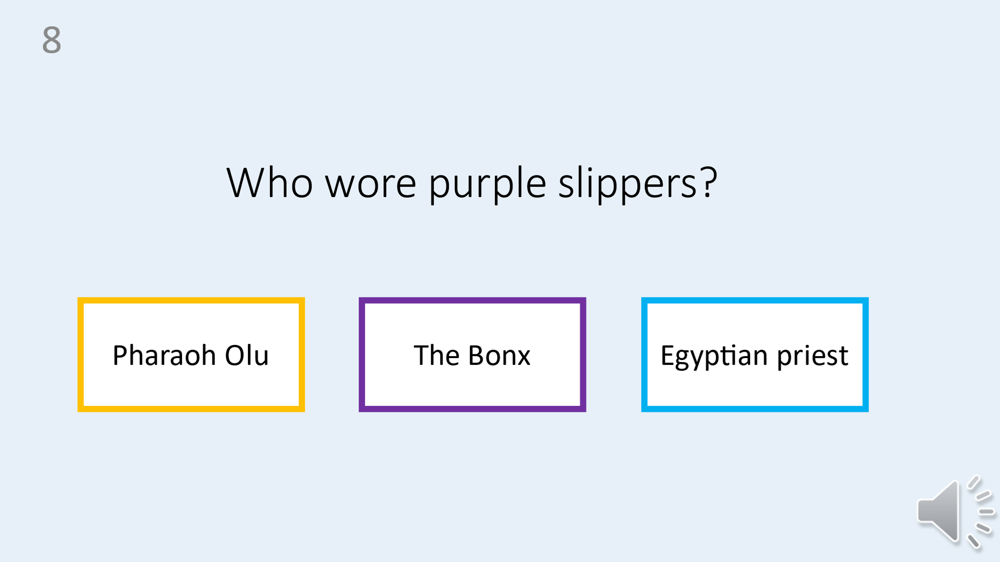 8
Who wore purple slippers?
Pharaoh Olu
The Bonx
Egyptian priest